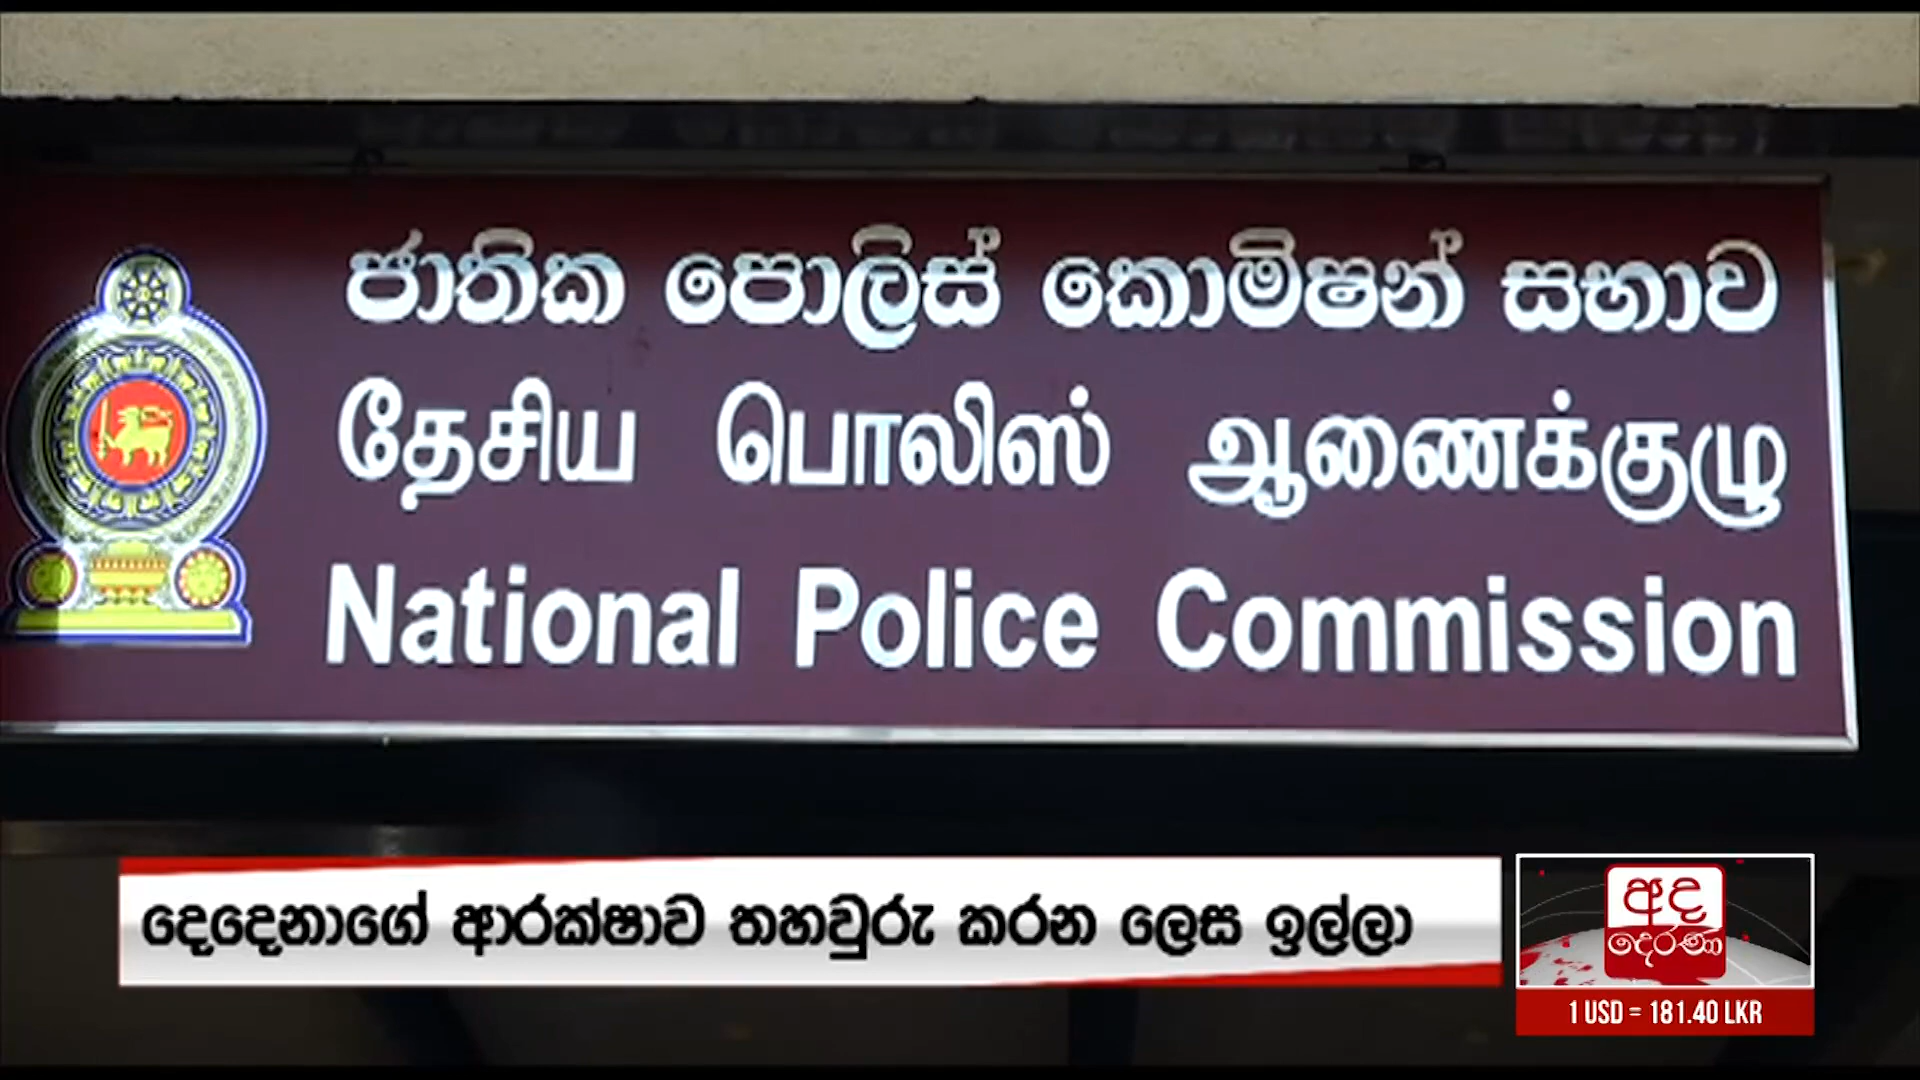 ජාතික පොලිස් කොමිෂන් සභාව
தேசிய பொலிஸ் ஆணைக்குழு
National Police Commission
දෙදෙනාගේ ආරක්ෂාව තහවුරු කරන ලෙස ඉල්ලා
අද
දෙරණ
1 USD = 181.40 LKR